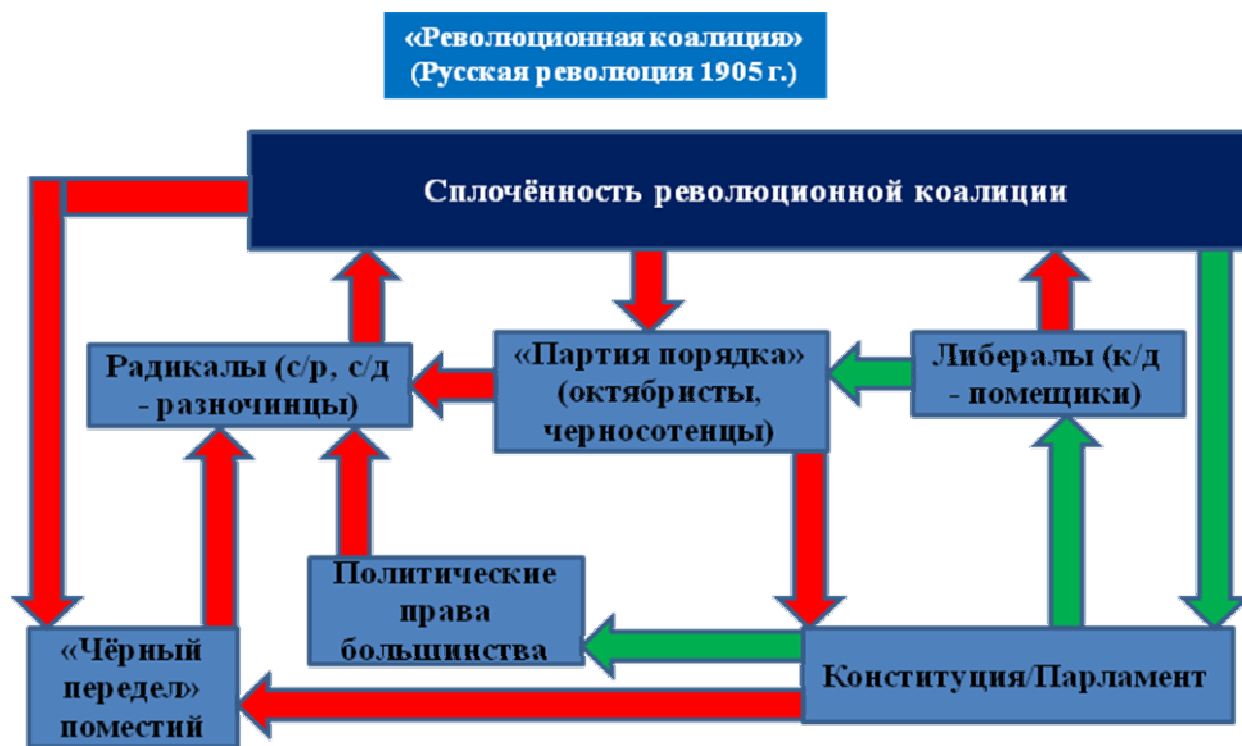 «Революционная коалиция»
(Русская революция 1905 г.)
Сплочённость революционной коалиции
Радикалы (с/р, с/д
- разночинцы)
«Партия порядка»
(октябристы,
черносотенцы)
Либералы (к/д
- помещики)
Политические
права
большинства
«Чёрный
передел»
поместий
Конституция/Парламент